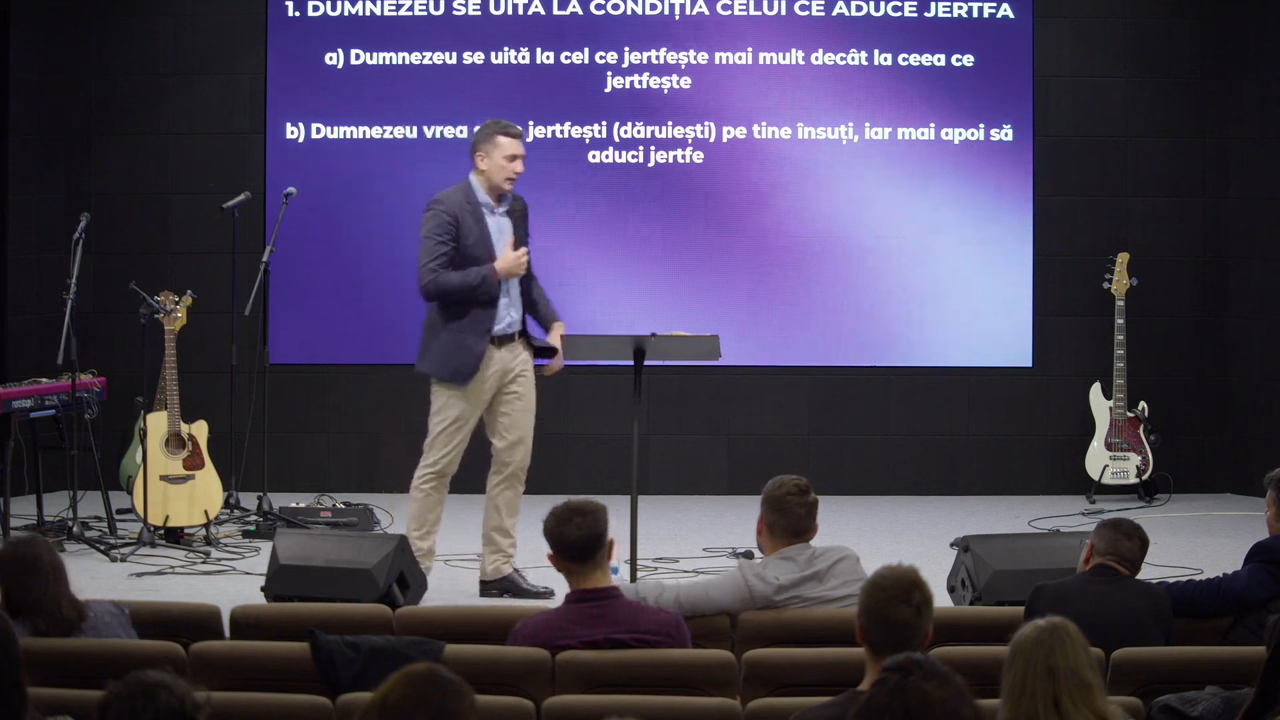 1. DUMNEZEU SE UITĂ LA CONDIȚIA CELUI CE ADUCE JERTFA
a) Dumnezeu se uită la cel ce jertfește mai mult decât la ceea ce
jertfește
b) Dumnezeu vrea jertfești (dăruiești) pe tine însuți, iar mai apoi să
aduci jertfe